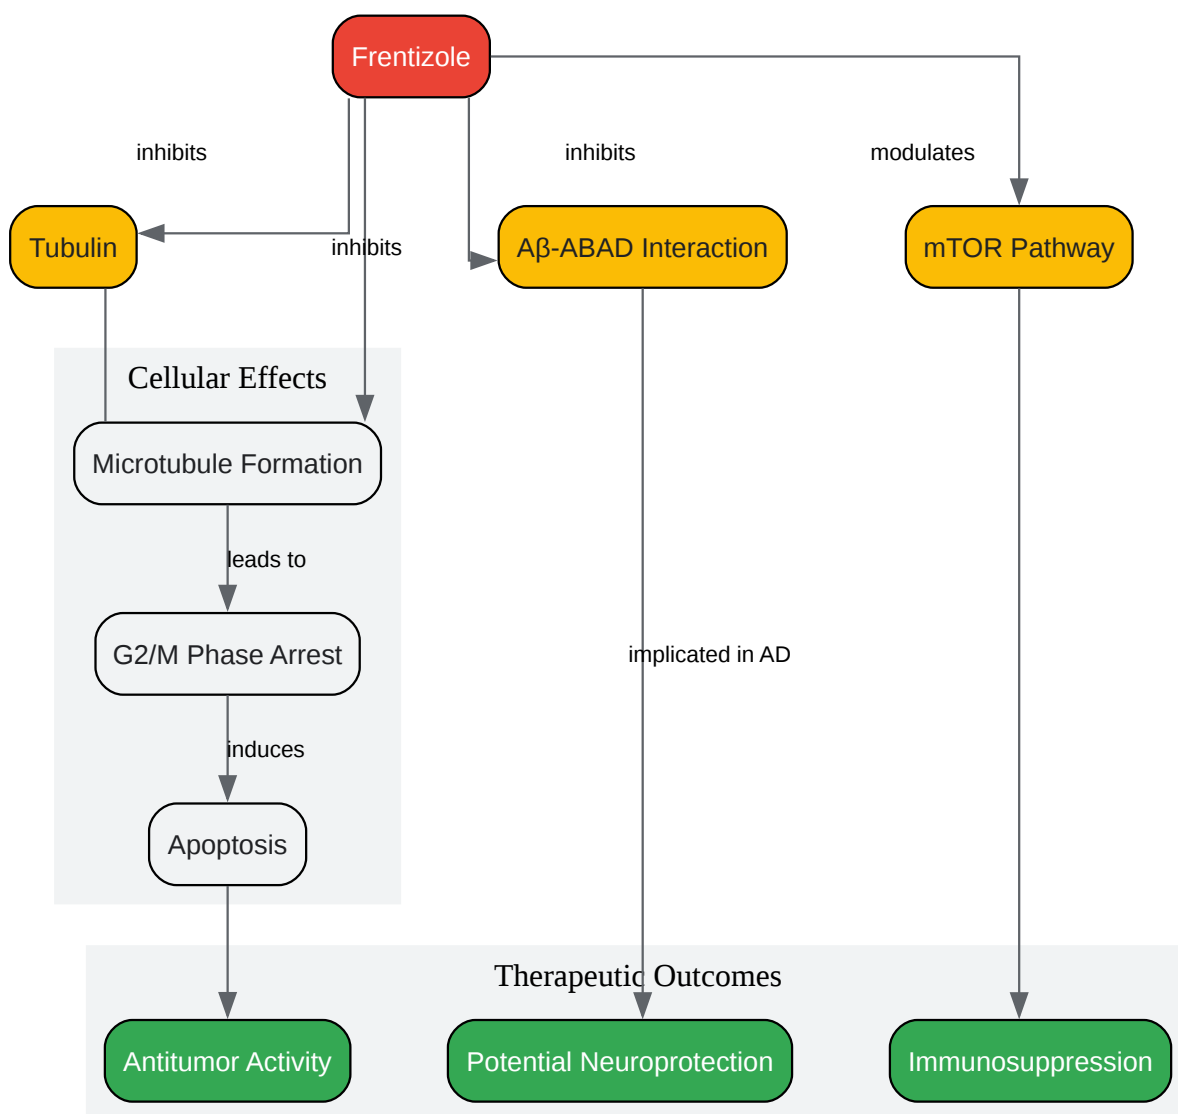 Frentizole
inhibits
inhibits
modulates
Tubulin
inhibits
Aβ-ABAD Interaction
mTOR Pathway
Cellular Effects
Microtubule Formation
leads to
G2/M Phase Arrest
implicated in AD
induces
Apoptosis
Therapeutic Outcomes
Antitumor Activity
Potential Neuroprotection
Immunosuppression